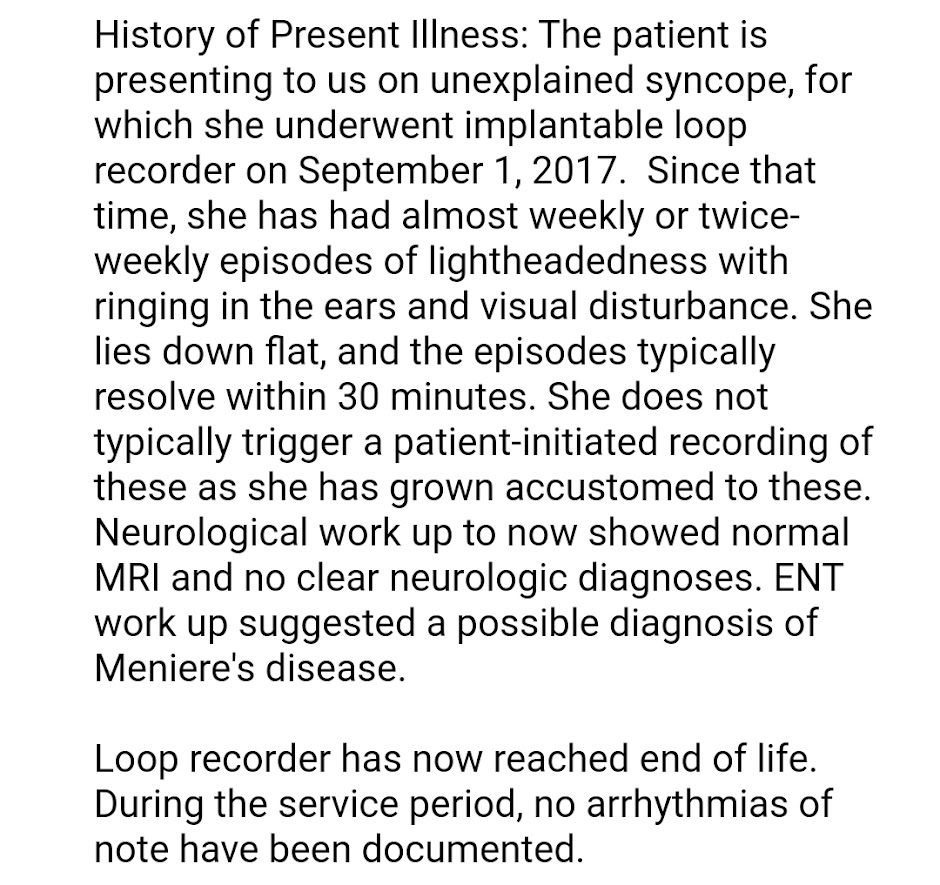 History of Present Illness: The patient is
presenting to us on unexplained syncope, for
which she underwent implantable loop
recorder on September 1, 2017.  Since that
time, she has had almost weekly or twice-
weekly episodes of lightheadedness with
ringing in the ears and visual disturbance. She
lies down flat, and the episodes typically
resolve within 30 minutes. She does not
typically trigger a patient-initiated recording of
these as she has grown accustomed to these.
Neurological work up to now showed normal
MRI and no clear neurologic diagnoses. ENT
work up suggested a possible diagnosis of
Meniere's disease.

Loop recorder has now reached end of life.
During the service period, no arrhythmias of
note have been documented.